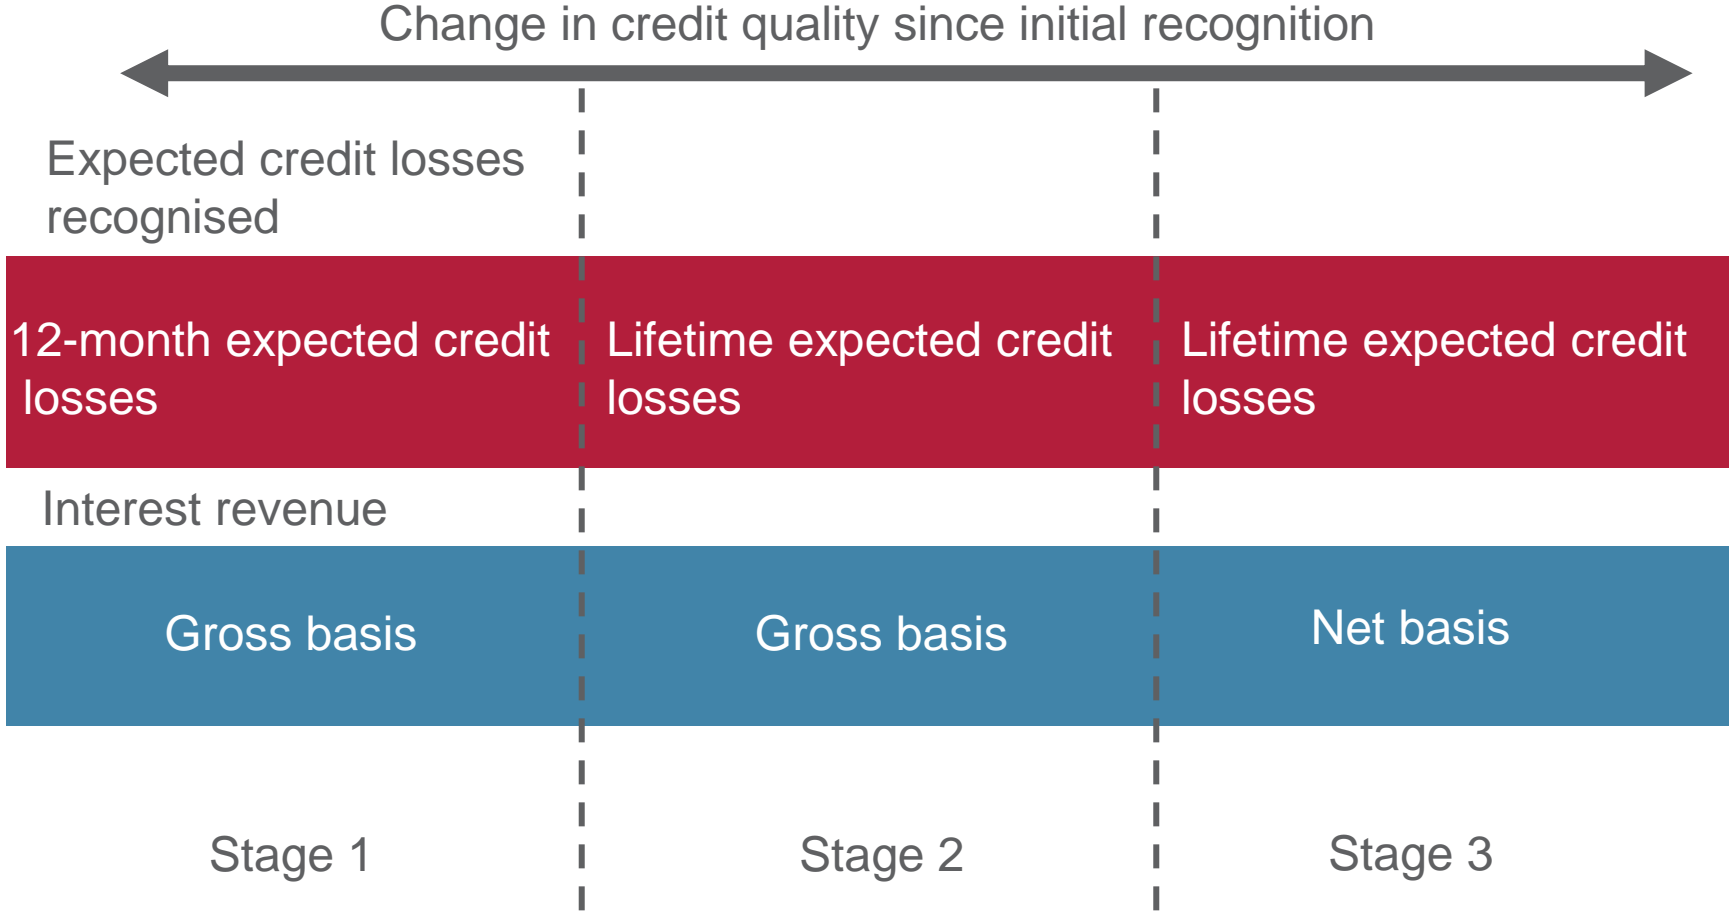 Change in credit quality since initial recognition
Expected credit losses
recognised
12-month expected credit
losses
Lifetime expected credit
losses
Lifetime expected credit
losses
Interest revenue
Gross basis
Gross basis
Net basis
Stage 1
Stage 2
Stage 3